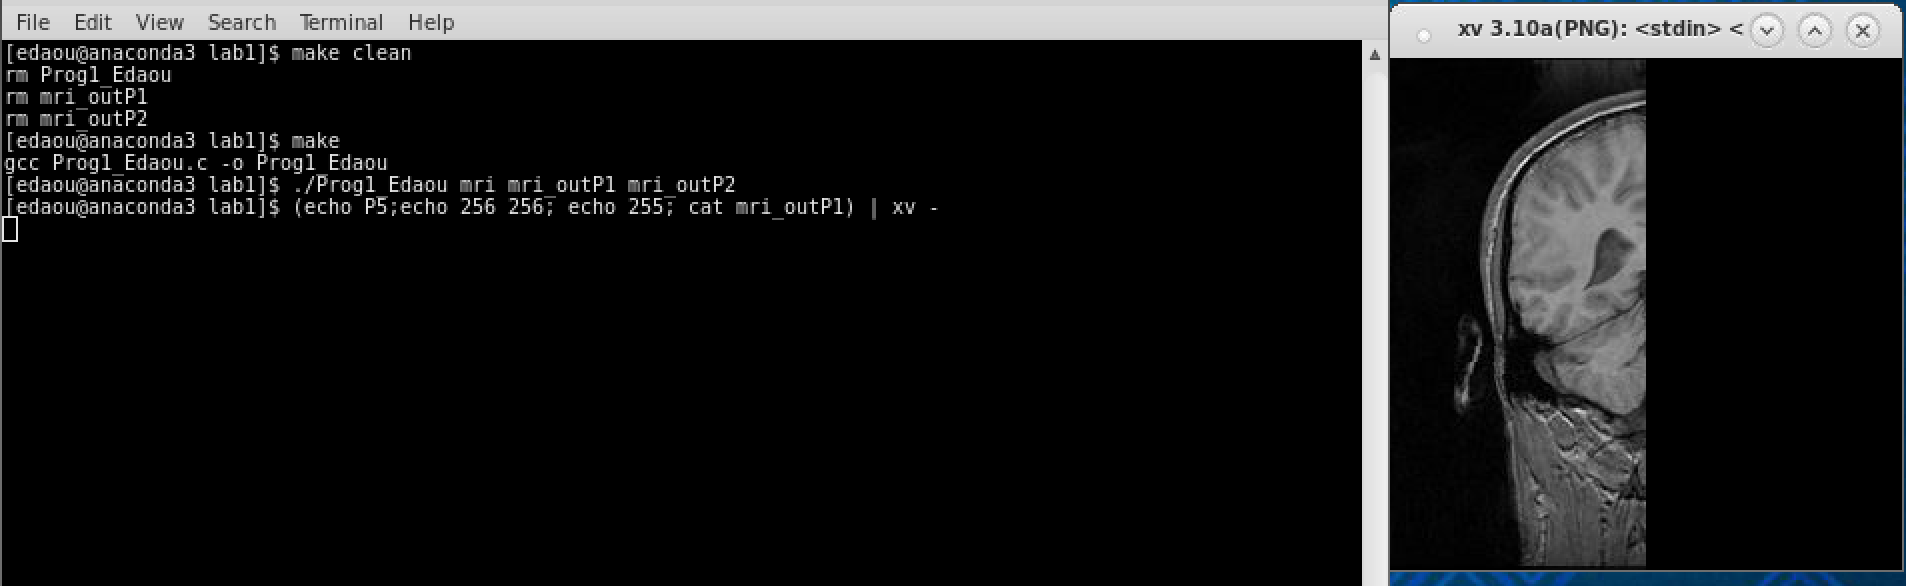 File Edit View Search Terminal Help
[edaou@anaconda3 lab1]$ make clean
rm Prog1_Edaou
rm mri_outP1
rm mri_outP2
[edaou@anaconda3 lab1]$ make
gcc Prog1_Edaou.c -o Prog1_Edaou
[edaou@anaconda3 lab1]$ ./Prog1_Edaou mri mri_outP1 mri_outP2
[edaou@anaconda3 lab1]$ (echo P5;echo 256 256; echo 255; cat mri_outP1) | xv -
xv 3.10a(PNG): <stdin> <